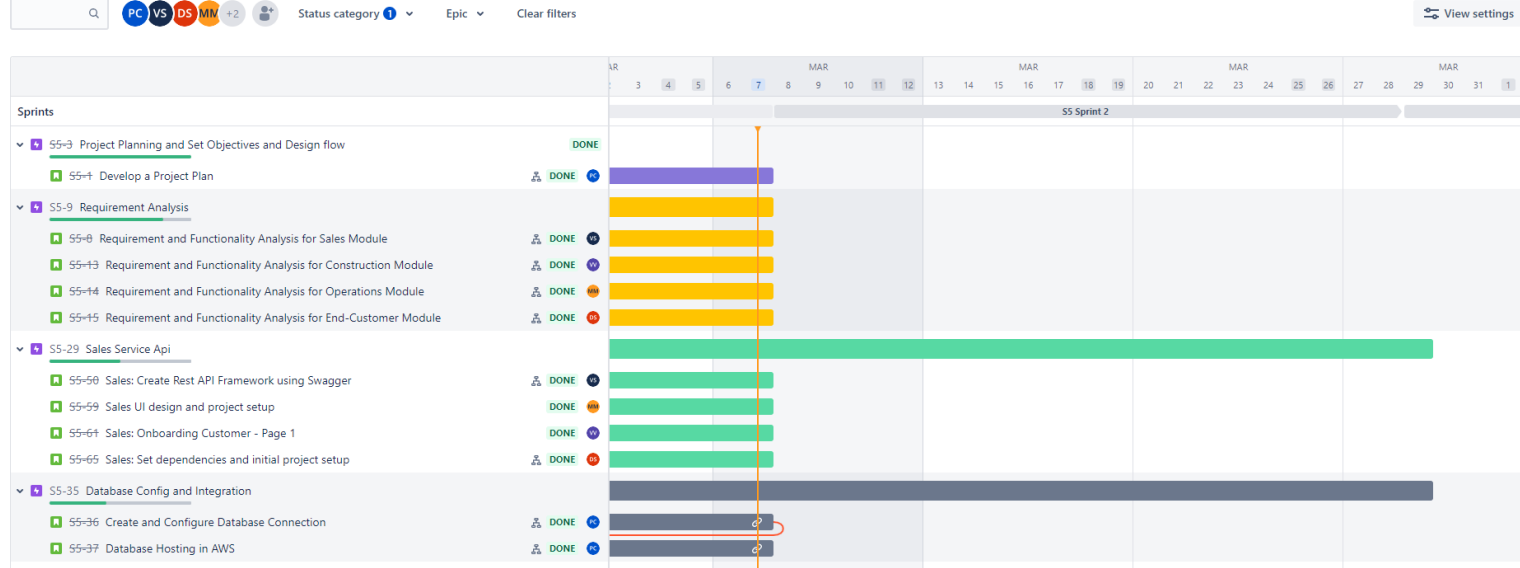 PC VS DS MM +2 Status category 1 Epic Clear filters View settings
AR MAR MAR MAR MAR
3 4 5 6 7 8 9 10 11 12 13 14 15 16 17 18 19 20 21 22 23 24 25 26 27 28 29 30 31 1
Sprints S5 Sprint 2
S5-3 Project Planning and Set Objectives and Design flow DONE
S5-1 Develop a Project Plan DONE PC
S5-9 Requirement Analysis
S5-8 Requirement and Functionality Analysis for Sales Module DONE VS
S5-13 Requirement and Functionality Analysis for Construction Module DONE VV
S5-14 Requirement and Functionality Analysis for Operations Module DONE MM
S5-15 Requirement and Functionality Analysis for End-Customer Module DONE DS
S5-29 Sales Service Api
S5-50 Sales: Create Rest API Framework using Swagger DONE VS
S5-59 Sales UI design and project setup DONE MM
S5-61 Sales: Onboarding Customer - Page 1 DONE VV
S5-65 Sales: Set dependencies and initial project setup DONE DS
S5-35 Database Config and Integration
S5-36 Create and Configure Database Connection DONE PC
S5-37 Database Hosting in AWS DONE PC